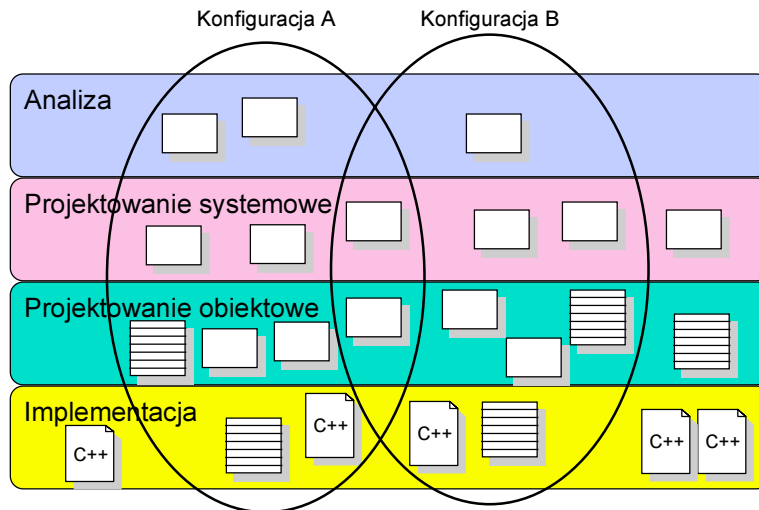 Konfiguracja A
Konfiguracja B
Analiza
Projektowanie systemowe
Projektowanie obiektowe
Implementacja
C++
C++
C++
C++
C++